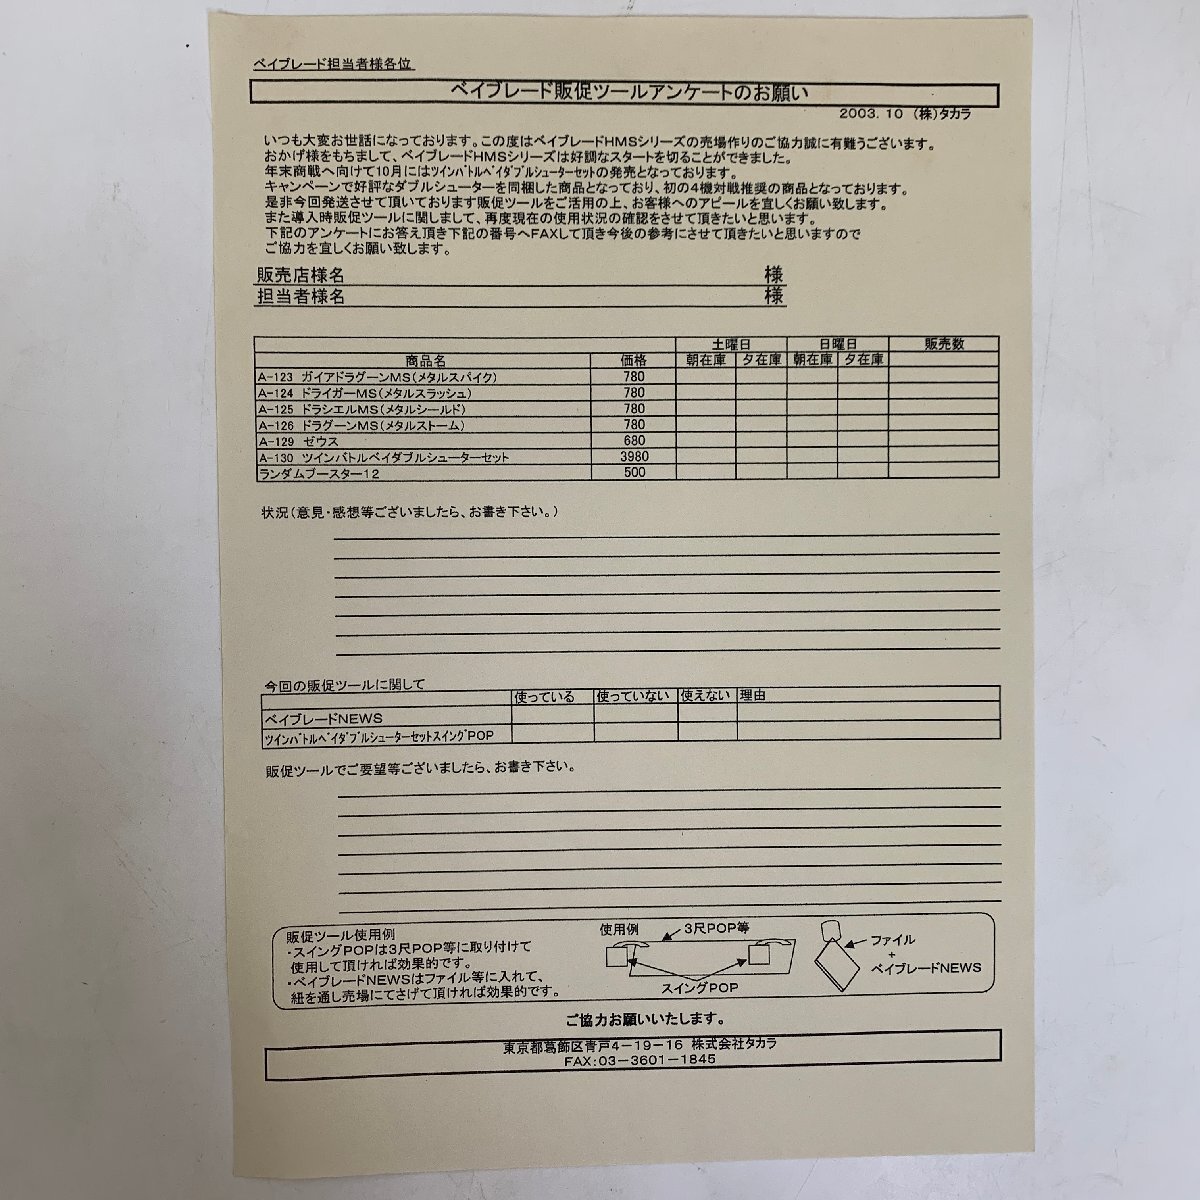 ベイブレード担当者様各位
ベイブレード販促ツールアンケートのお願い
2003.10 (株)タカラ
いつも大変お世話になっております。この度はベイブレードHMSシリーズの売場作りのご協力誠に有難うございます。
おかげ様をもちまして、ベイブレードHMSシリーズは好調なスタートを切ることができました。
年末商戦へ向けて10月にはツインバトルベイダブルシューターセットの発売となっております。
キャンペーンで好評なダブルシューターを同梱した商品となっており、初の4機対戦推奨の商品となっております。
是非今回発送させて頂いております販促ツールをご活用の上、お客様へのアピールを宜しくお願い致します。
また導入時販促ツールに関しまして、再度現在の使用状況の確認をさせて頂きたいと思います。
下記のアンケートにお答え頂き下記の番号へFAXして頂き今後の参考にさせて頂きたいと思いますので
ご協力を宜しくお願い致します。
販売店様名 様
担当者様名 様
土曜日 日曜日 販売数
商品名 価格 朝在庫 夕在庫 朝在庫 夕在庫
A-123 ガイアドラグーンMS(メタルスパイク) 780
A-124 ドライガーMS(メタルスラッシュ) 780
A-125 ドラシエルMS(メタルシールド) 780
A-126 ドラグーンMS(メタルストーム) 780
A-129 ゼウス 680
A-130 ツインバトルベイダブルシューターセット 3980
ランダムブースター12 500
状況(意見・感想等ございましたら、お書き下さい。)
今回の販促ツールに関して
使っている 使っていない 使えない 理由
ベイブレードNEWS
ツインバトルベイダブルシューターセットスイングPOP
販促ツールでご要望等ございましたら、お書き下さい。
販促ツール使用例
・スイングPOPは3尺POP等に取り付けて
使用して頂ければ効果的です。
・ベイブレードNEWSはファイル等に入れて、
紐を通し売場にてさげて頂ければ効果的です。
使用例
3尺POP等
スイングPOP
ファイル
+
ベイブレードNEWS
ご協力お願いいたします。
東京都葛飾区青戸4-19-16 株式会社タカラ
FAX:03-3601-1845